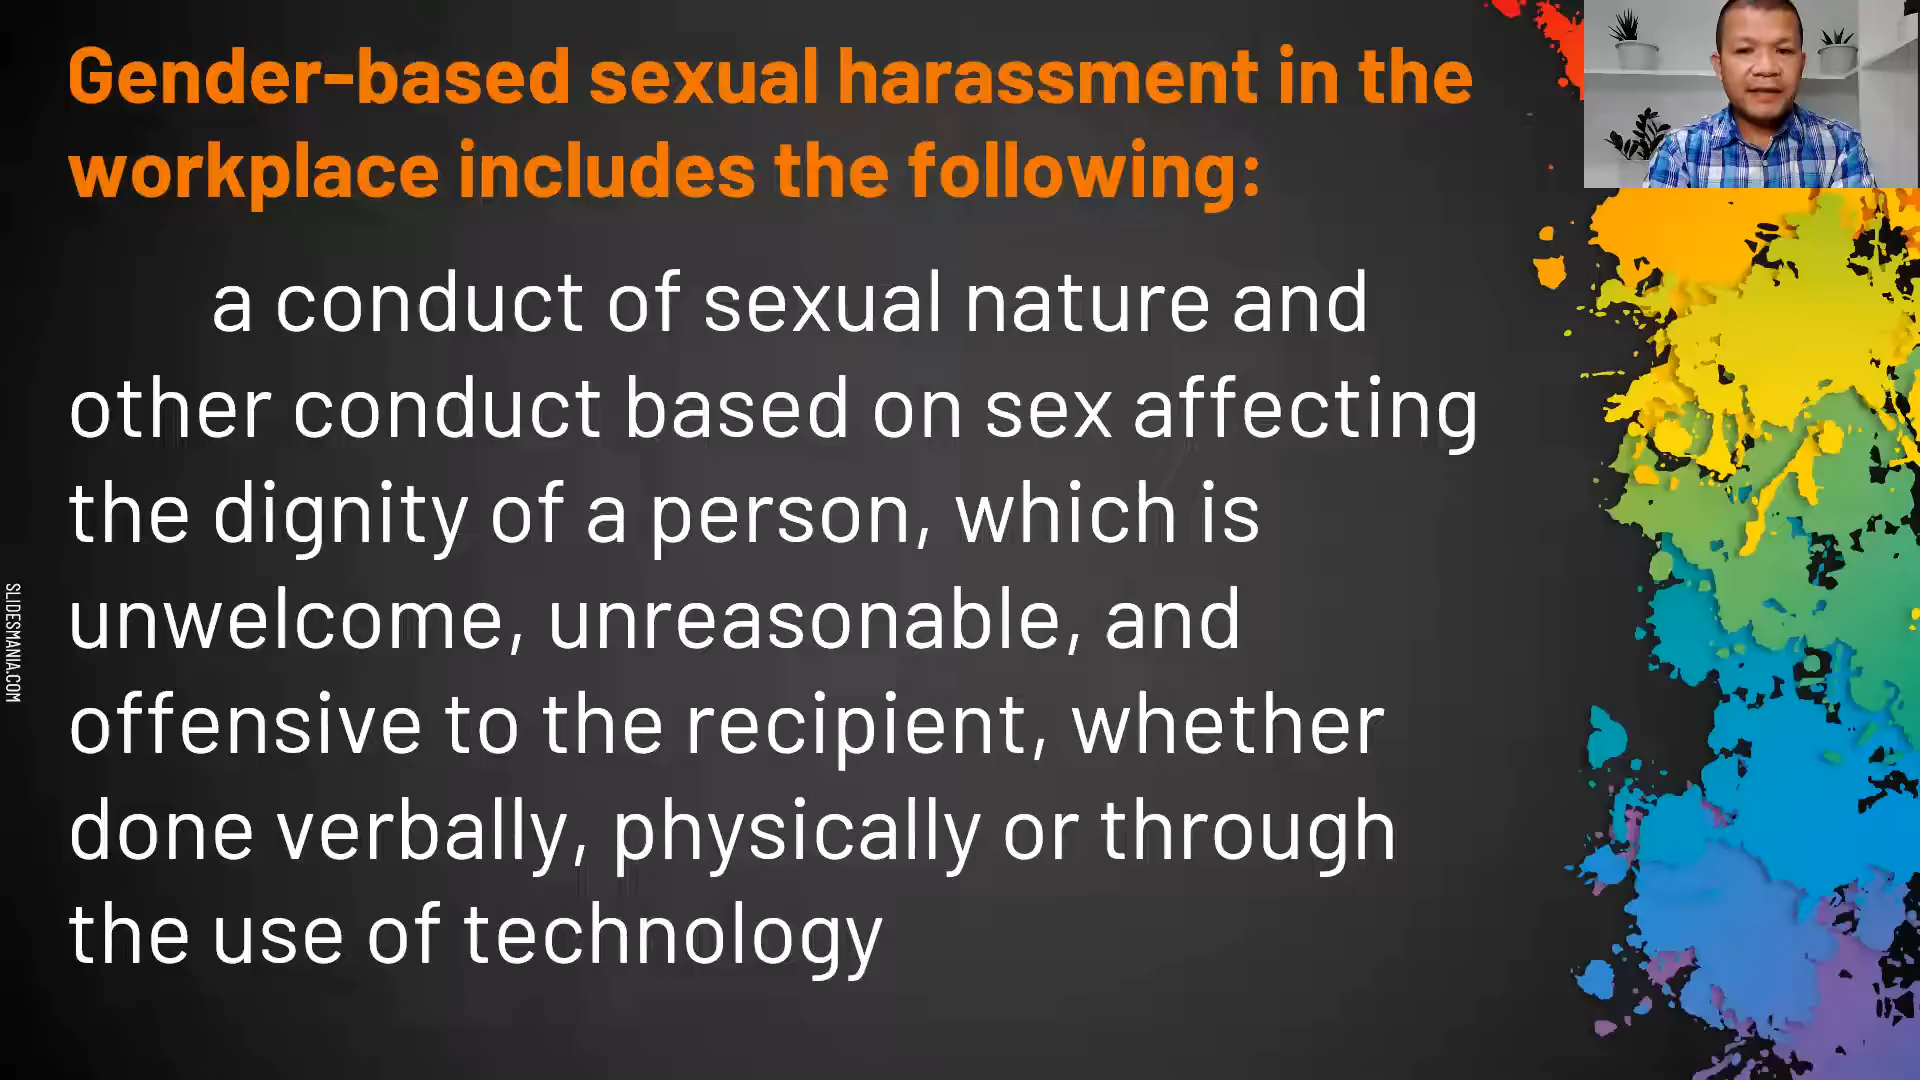 Gender-based sexual harassment in the
workplace includes the following:
a conduct of sexual nature and
other conduct based on sex affecting
the dignity of a person, which is
unwelcome, unreasonable, and
offensive to the recipient, whether
done verbally, physically or through
the use of technology
SLIDESMANIA.COM